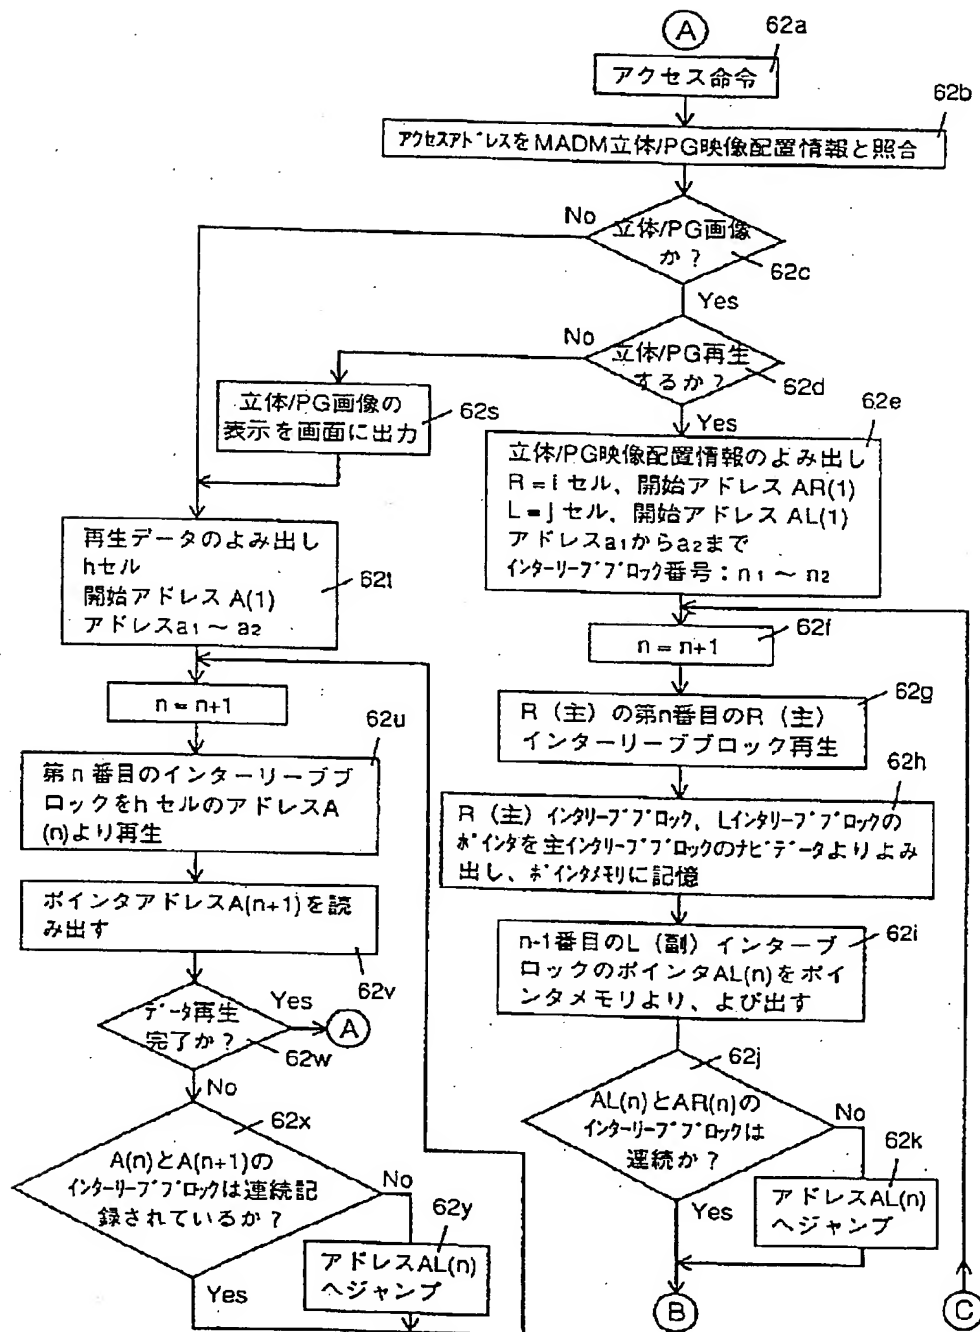 A
62a
アクセス命令
62b
アクセスアドレスをMADM立体/PG映像配置情報と照合
No
立体/PG画像
か?
62c
Yes
No
立体/PG再生
するか?
62d
立体/PG画像の
表示を画面に出力
62s
Yes
62e
立体/PG映像配置情報のよみ出し
R=iセル、開始アドレスAR(1)
L=jセル、開始アドレスAL(1)
アドレスa1からa2まで
インターリーブブロック番号:n1~n2
再生データのよみ出し
hセル
開始アドレスA(1)
アドレスa1~a2
62t
62f
n=n+1
n=n+1
62g
R(主)の第n番目のR(主)
インターリーブブロック再生
62u
第n番目のインターリーブブ
ロックをhセルのアドレスA
(n)より再生
62h
R(主)インタリーブブロック、Lインタリーブブロックの
ポインタを主インタリーブブロックのナビデータよりよみ
出し、ポインタメモリに記憶
ポインタアドレスA(n+1)を読
み出す
62v
62i
n-1番目のL(副)インターブ
ロックのポインタAL(n)をポイ
ンタメモリより、よび出す
データ再生
完了か?
Yes
A
62w
No
62j
AL(n)とAR(n)の
インターリーブブロックは
連続か?
No
62k
アドレスAL(n)
へジャンプ
Yes
62x
A(n)とA(n+1)の
インターリーブブロックは連続記
録されているか?
No
62y
アドレスAL(n)
へジャンプ
Yes
B
C